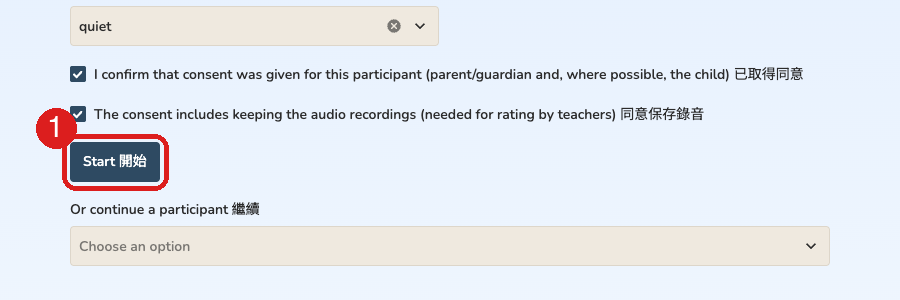 quiet
I confirm that consent was given for this participant (parent/guardian and, where possible, the child) 已取得同意
The consent includes keeping the audio recordings (needed for rating by teachers) 同意保存錄音
1
Start 開始
Or continue a participant 繼續
Choose an option